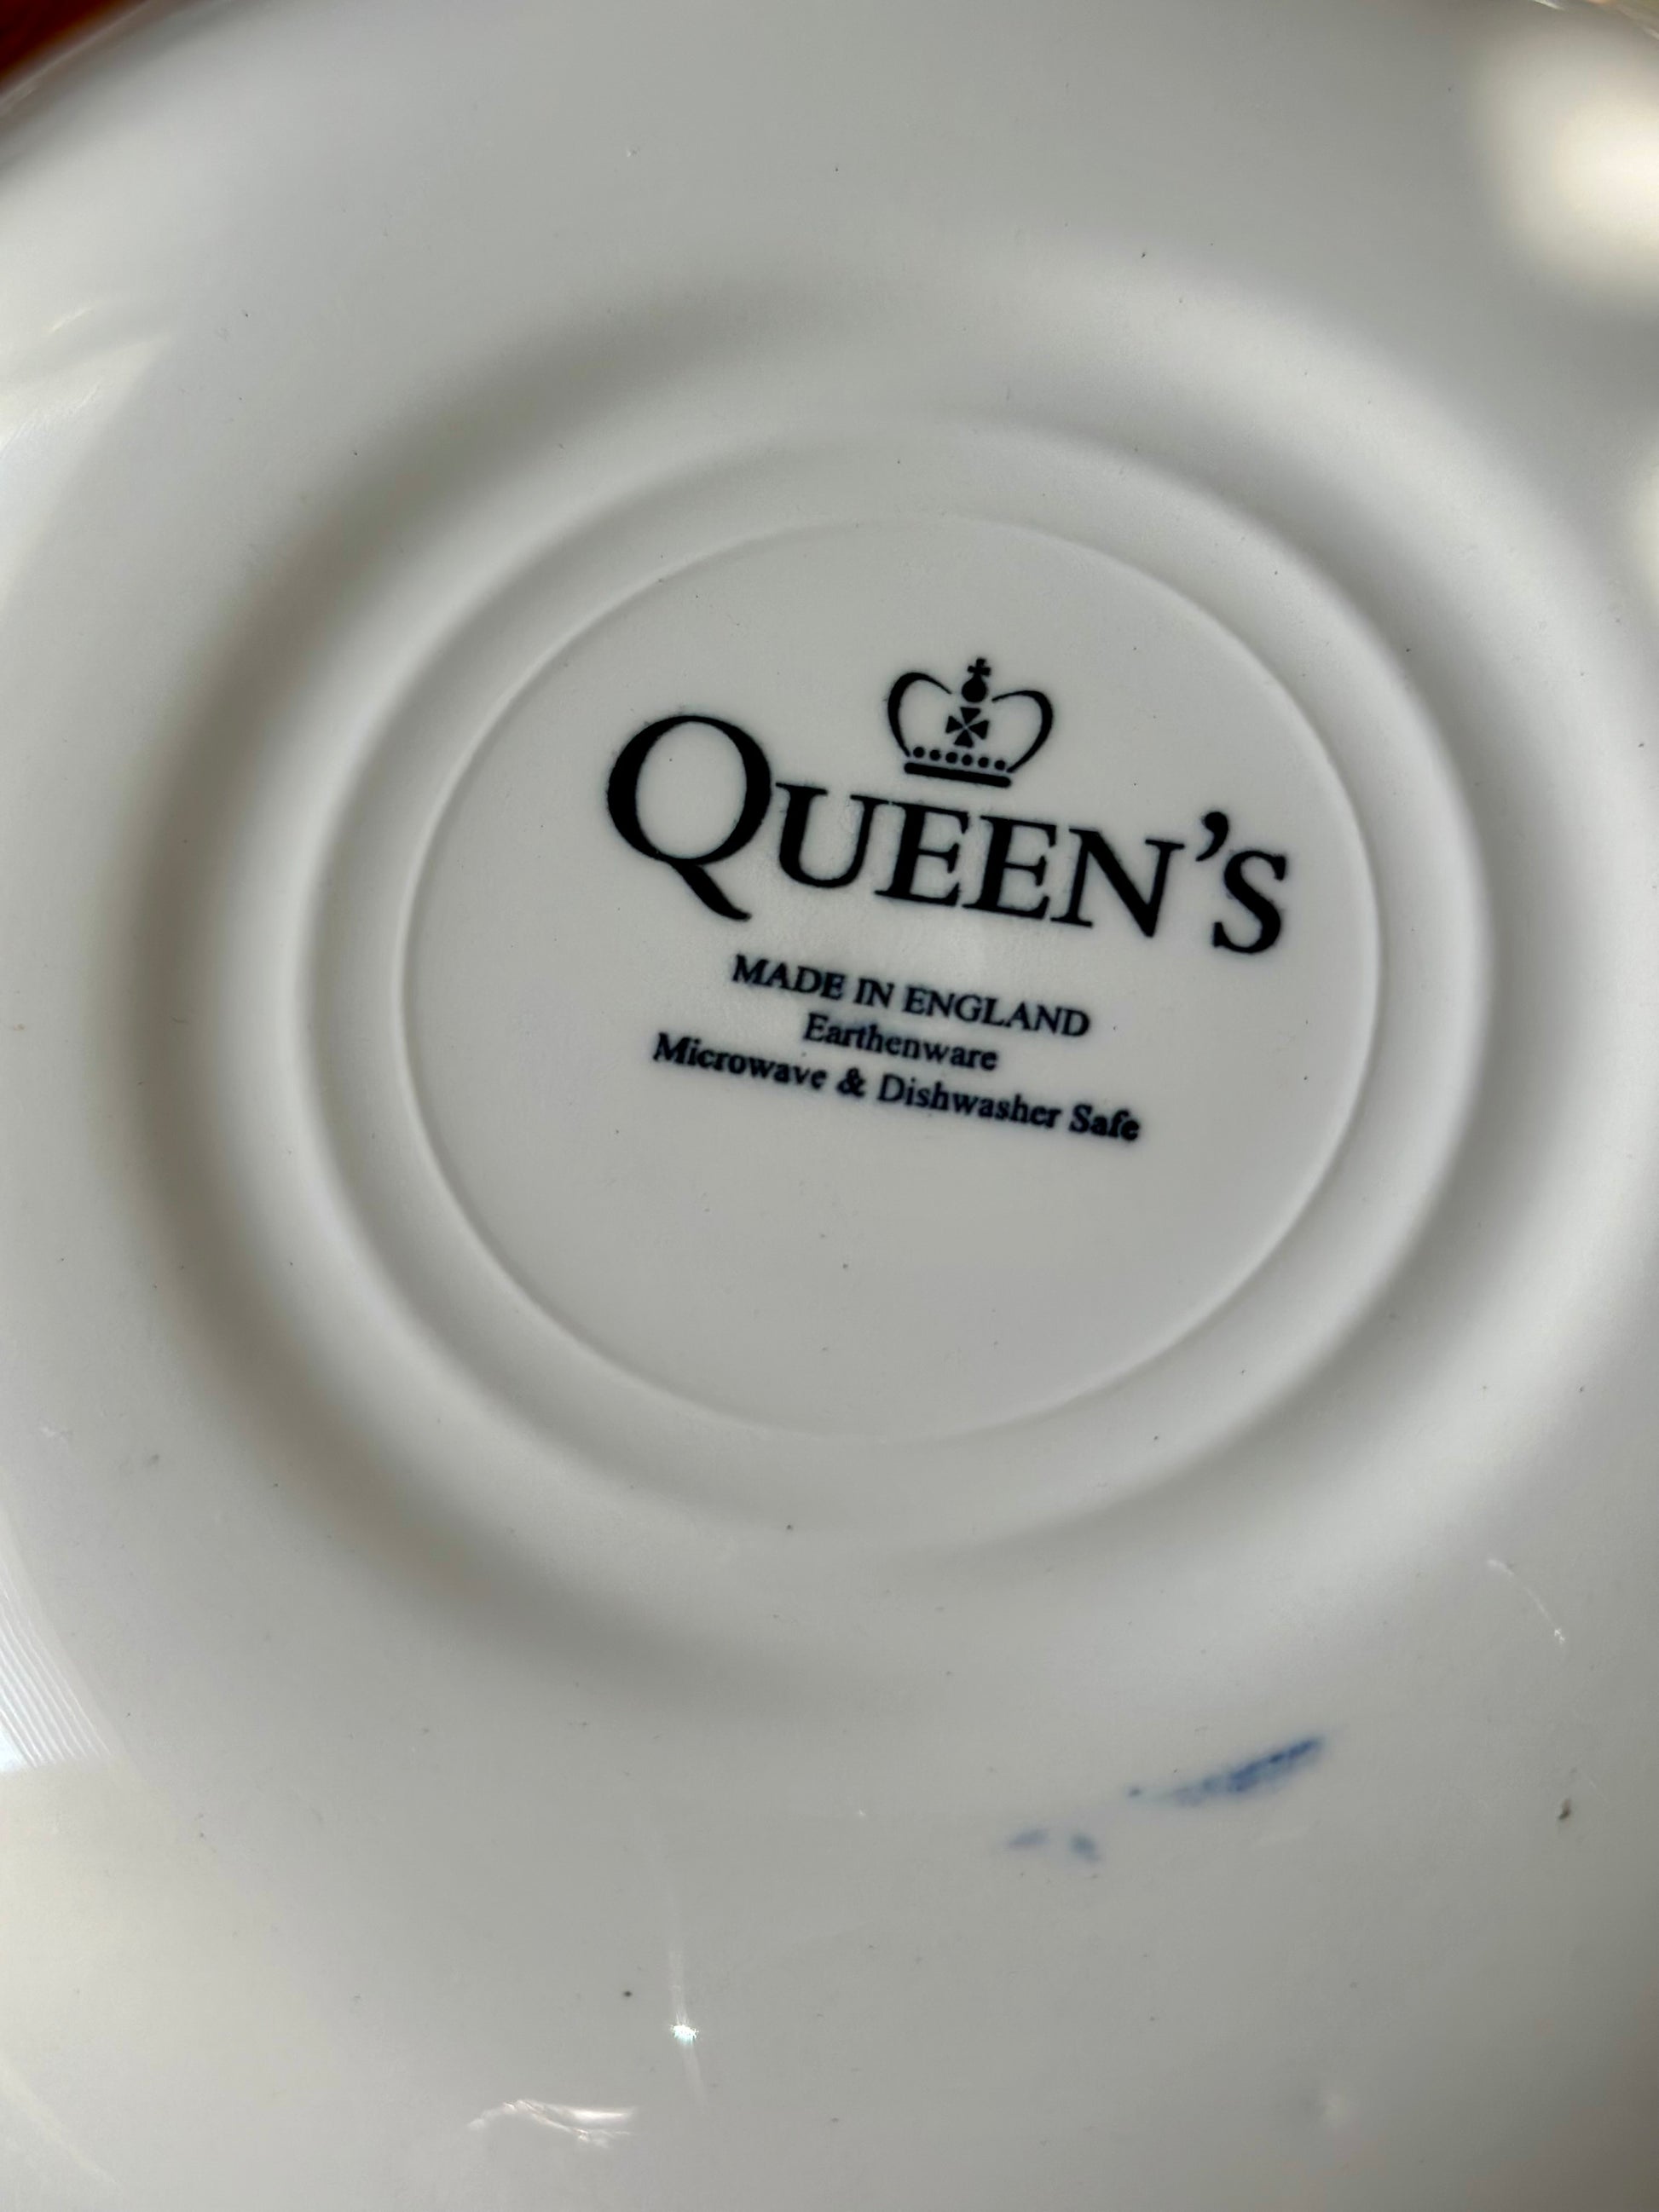 QUEEN'S
MADE IN ENGLAND
Earthenware
Microwave & Dishwasher Safe